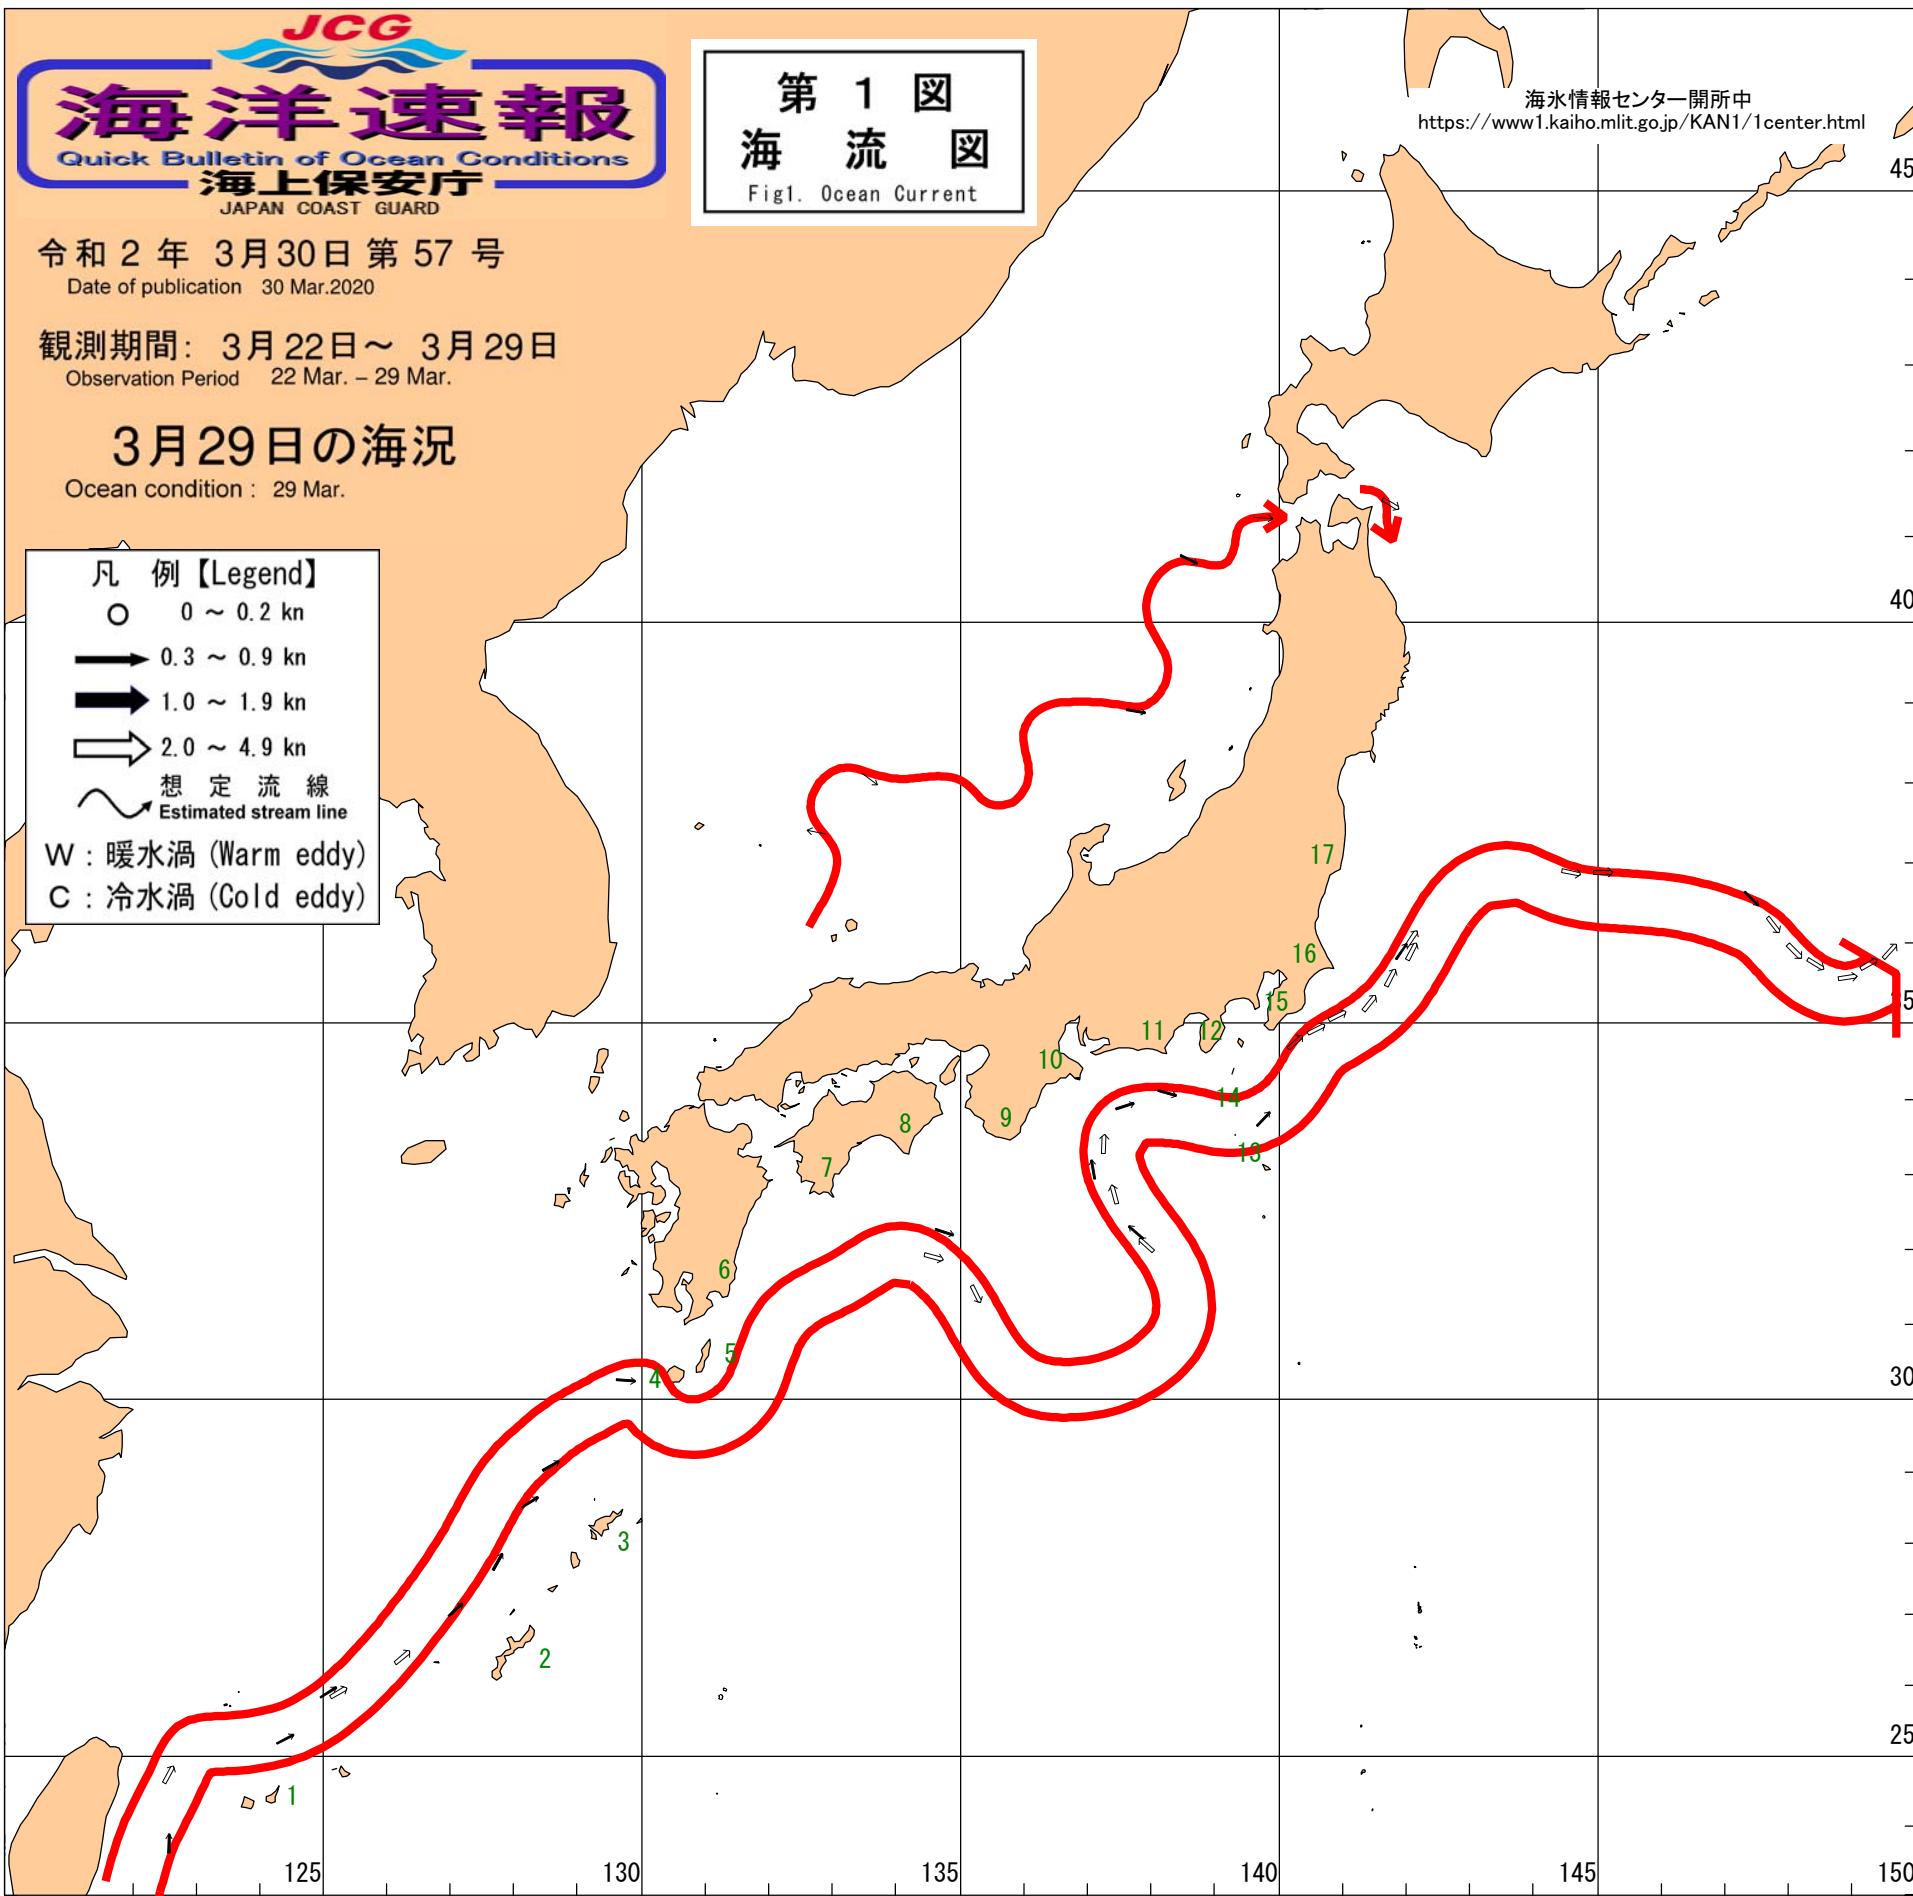 JCG
海洋速報
Quick Bulletin of Ocean Conditions
海上保安庁
JAPAN COAST GUARD
第 1 図
海 流 図
Fig1. Ocean Current
海氷情報センター開所中
https://www1.kaiho.mlit.go.jp/KAN1/1center.html
令和 2 年 3月30日 第 57 号
Date of publication 30 Mar.2020
観測期間: 3月22日～ 3月29日
Observation Period 22 Mar. – 29 Mar.
3月29日の海況
Ocean condition : 29 Mar.
凡 例【Legend】
0 ～ 0.2 kn
0.3 ～ 0.9 kn
1.0 ～ 1.9 kn
2.0 ～ 4.9 kn
想 定 流 線
Estimated stream line
W : 暖水渦 (Warm eddy)
C : 冷水渦 (Cold eddy)
45
40
35
30
25
17
16
15
11
12
10
14
9
8
13
7
6
5
4
3
2
1
125
130
135
140
145
150